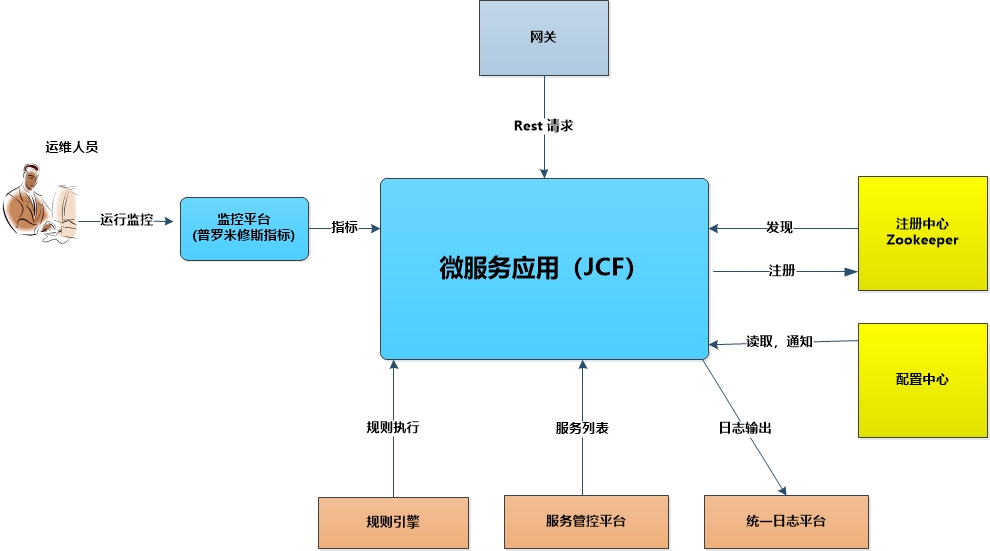 网关
Rest 请求
运维人员
运行监控
监控平台
(普罗米修斯指标)
指标
微服务应用（JCF）
发现
注册
注册中心
Zookeeper
读取，通知
配置中心
规则执行
服务列表
日志输出
规则引擎
服务管控平台
统一日志平台